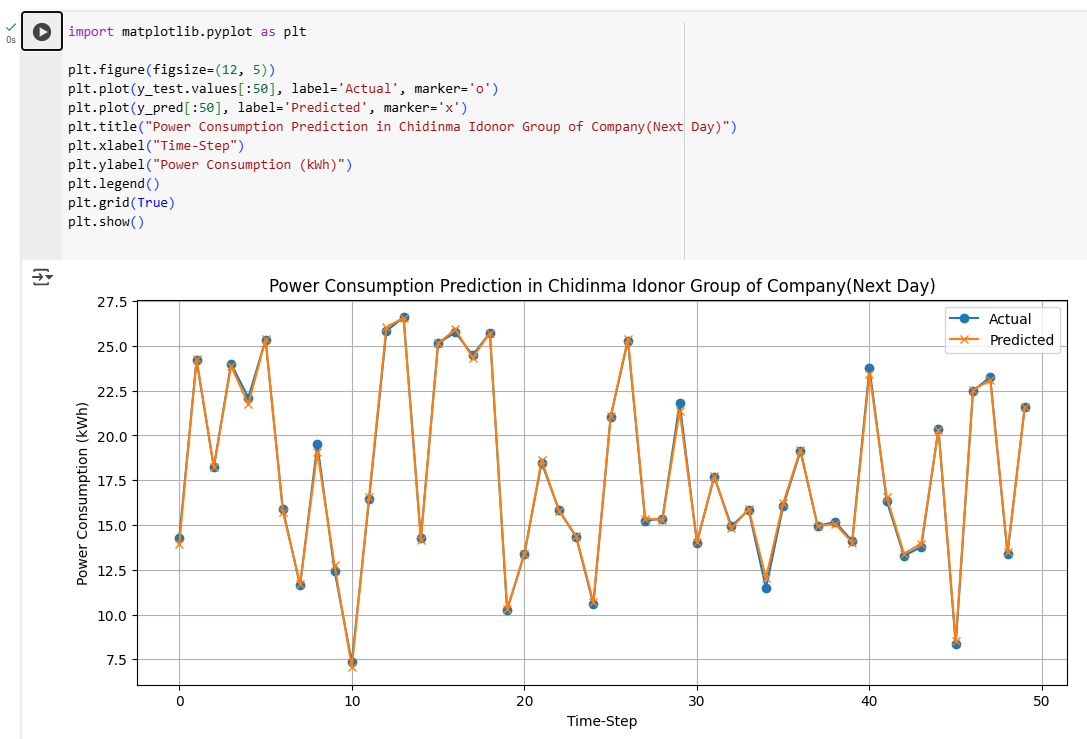 0s
import matplotlib.pyplot as plt
plt.figure(figsize=(12, 5))
plt.plot(y_test.values[:50], label='Actual', marker='o')
plt.plot(y_pred[:50], label='Predicted', marker='x')
plt.title("Power Consumption Prediction in Chidinma Idonor Group of Company(Next Day)")
plt.xlabel("Time-Step")
plt.ylabel("Power Consumption (kWh)")
plt.legend()
plt.grid(True)
plt.show()
Power Consumption Prediction in Chidinma Idonor Group of Company(Next Day)
Actual
Predicted
Power Consumption (kWh)
27.5
25.0
22.5
20.0
17.5
15.0
12.5
10.0
7.5
0 10 20 30 40 50
Time-Step